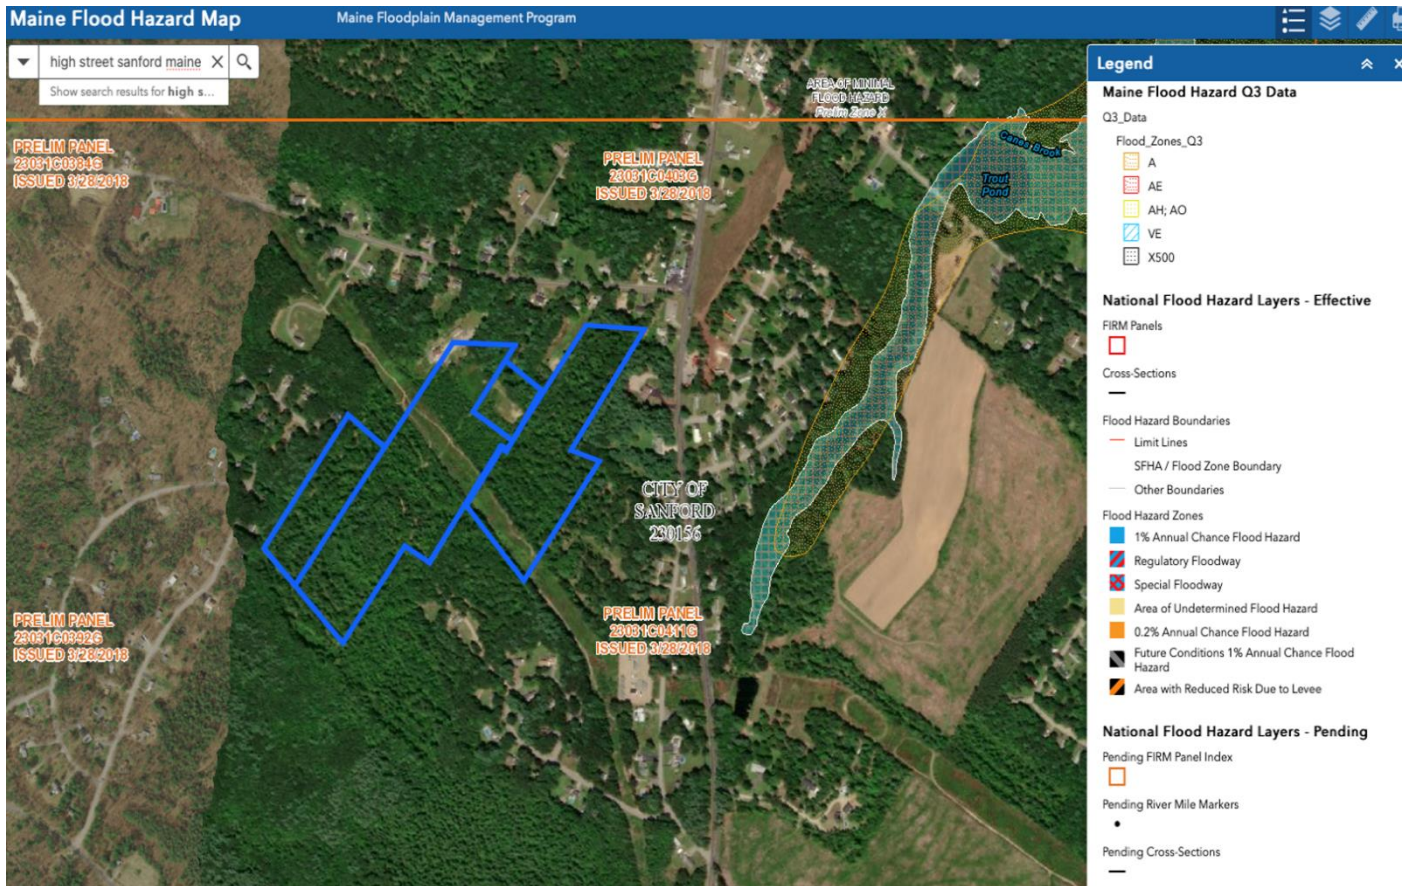 Maine Flood Hazard Map
Maine Floodplain Management Program
high street sanford maine
Show search results for high s...
AREA OF MINIMAL
FLOOD HAZARD
Prelim Zone X
PRELIM PANEL
23031C0384G
ISSUED 3/28/2018
PRELIM PANEL
23031C0403G
ISSUED 3/28/2018
Canes Brook
Trout
Pond
CITY OF
SANFORD
230156
PRELIM PANEL
23031C0392G
ISSUED 3/28/2018
PRELIM PANEL
23031C0411G
ISSUED 3/28/2018
Legend
Maine Flood Hazard Q3 Data
Q3_Data
Flood_Zones_Q3
A
AE
AH; AO
VE
X500
National Flood Hazard Layers - Effective
FIRM Panels
Cross-Sections
Flood Hazard Boundaries
Limit Lines
SFHA / Flood Zone Boundary
Other Boundaries
Flood Hazard Zones
1% Annual Chance Flood Hazard
Regulatory Floodway
Special Floodway
Area of Undetermined Flood Hazard
0.2% Annual Chance Flood Hazard
Future Conditions 1% Annual Chance Flood
Hazard
Area with Reduced Risk Due to Levee
National Flood Hazard Layers - Pending
Pending FIRM Panel Index
Pending River Mile Markers
Pending Cross-Sections